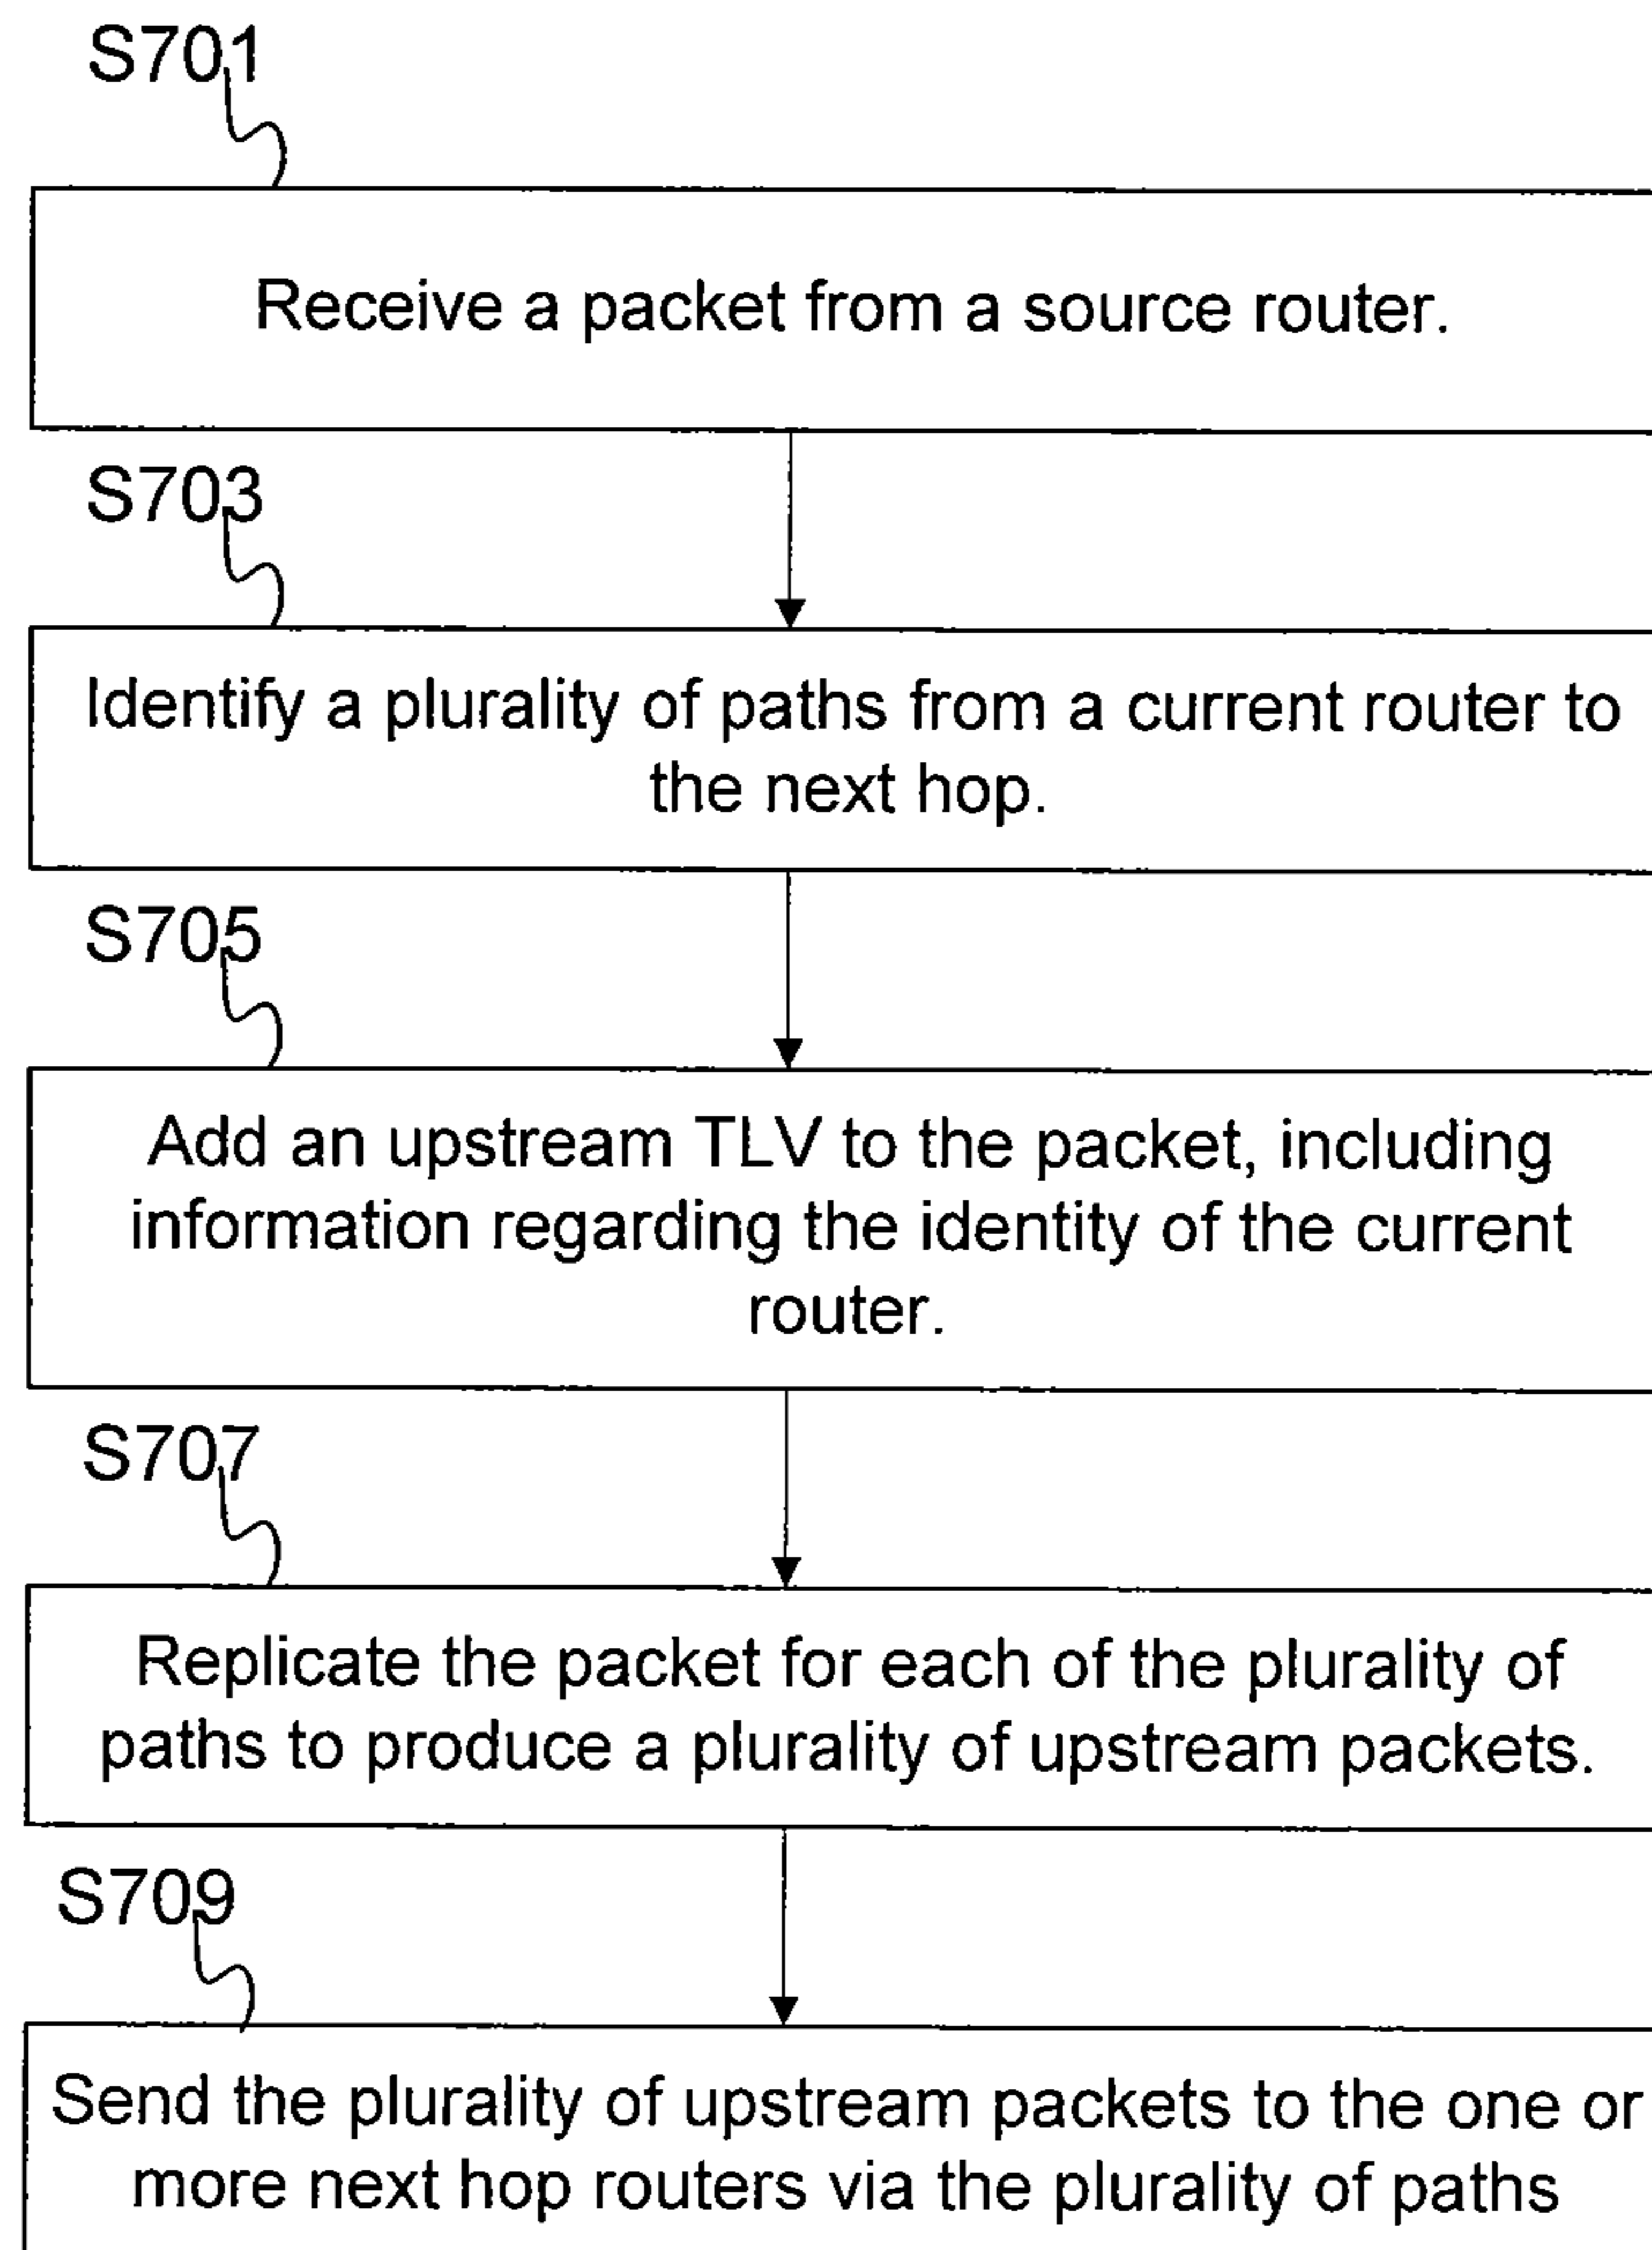 S701
Receive a packet from a source router.
S703
Identify a plurality of paths from a current router to
the next hop.
S705
Add an upstream TLV to the packet, including
information regarding the identity of the current
router.
S707
Replicate the packet for each of the plurality of
paths to produce a plurality of upstream packets.
S709
Send the plurality of upstream packets to the one or
more next hop routers via the plurality of paths